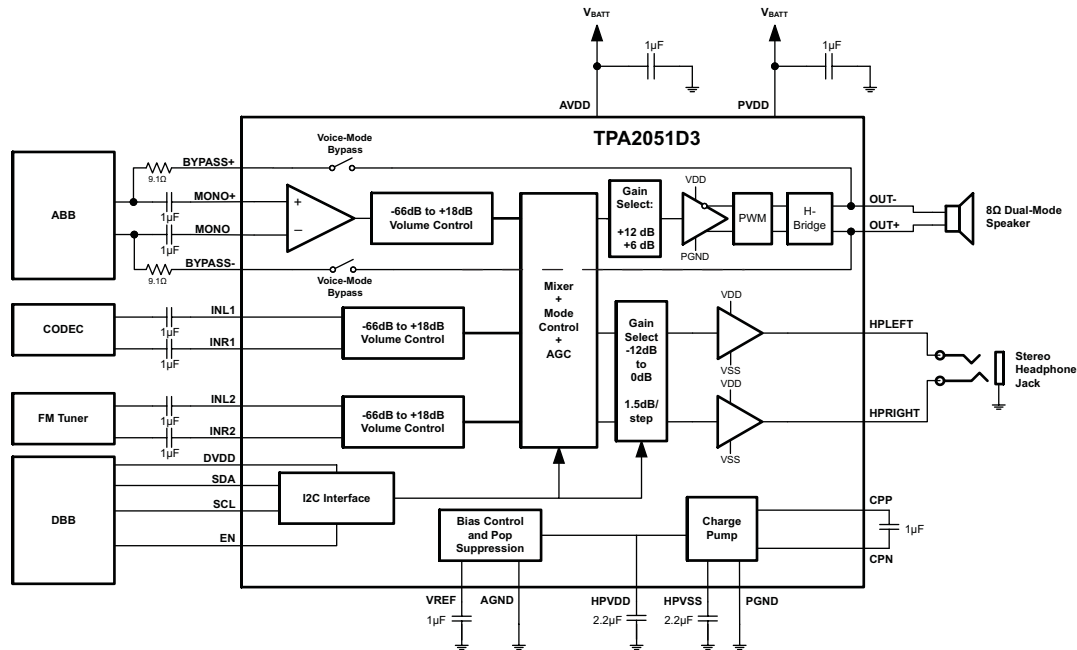 VBATT
VBATT
1µF
1µF
AVDD
PVDD
TPA2051D3
Voice-Mode
Bypass
BYPASS+
9.1Ω
ABB
MONO+
1µF
MONO
1µF
BYPASS-
9.1Ω
Voice-Mode
Bypass
+
–
-66dB to +18dB
Volume Control
Gain
Select:
+12 dB
+6 dB
VDD
PGND
PWM
H-
Bridge
OUT-
OUT+
8Ω Dual-Mode
Speaker
Mixer
+
Mode
Control
+
AGC
CODEC
INL1
1µF
INR1
1µF
-66dB to +18dB
Volume Control
Gain
Select
-12dB
to
0dB
1.5dB/
step
VDD
VSS
HPLEFT
Stereo
Headphone
Jack
FM Tuner
INL2
1µF
INR2
1µF
-66dB to +18dB
Volume Control
VDD
VSS
HPRIGHT
DBB
DVDD
SDA
SCL
EN
I2C Interface
Bias Control
and Pop
Suppression
Charge
Pump
CPP
1µF
CPN
VREF
AGND
HPVDD
HPVSS
PGND
1µF
2.2µF
2.2µF